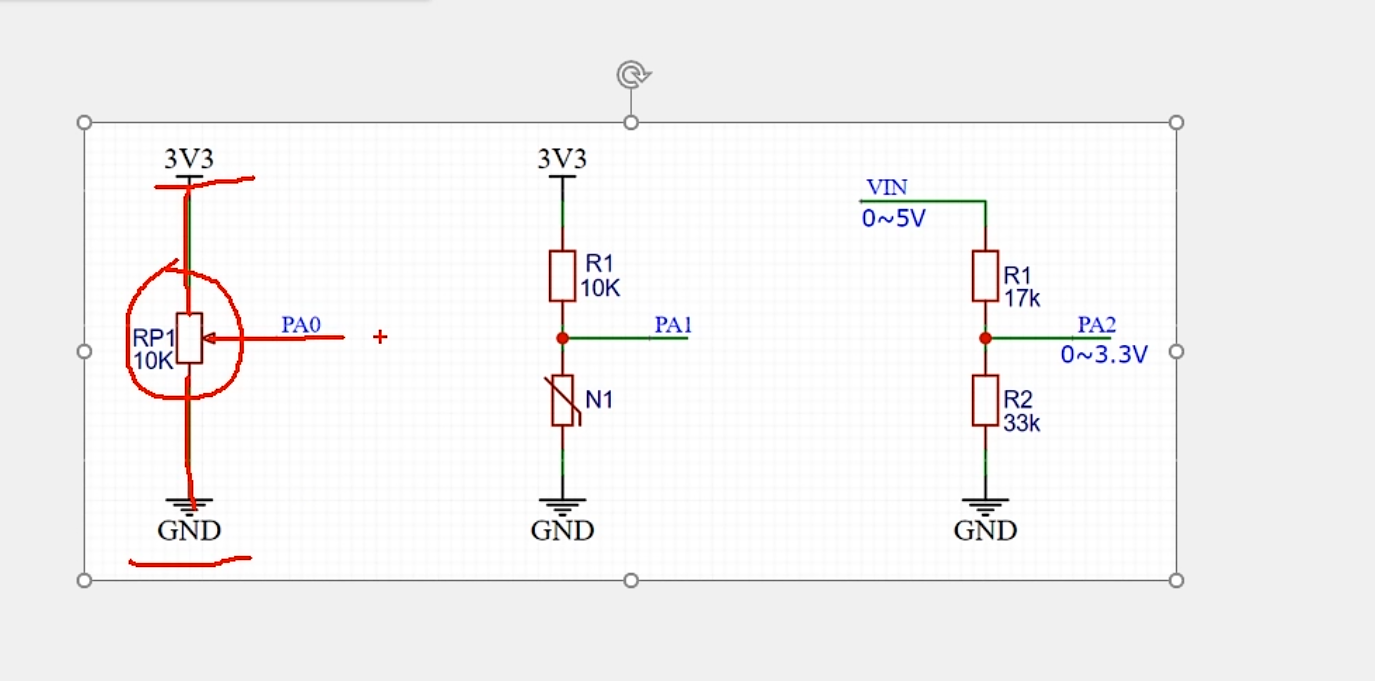 3V3
RP1
10K
PA0
+
GND
3V3
R1
10K
PA1
N1
GND
VIN
0~5V
R1
17k
PA2
0~3.3V
R2
33k
GND